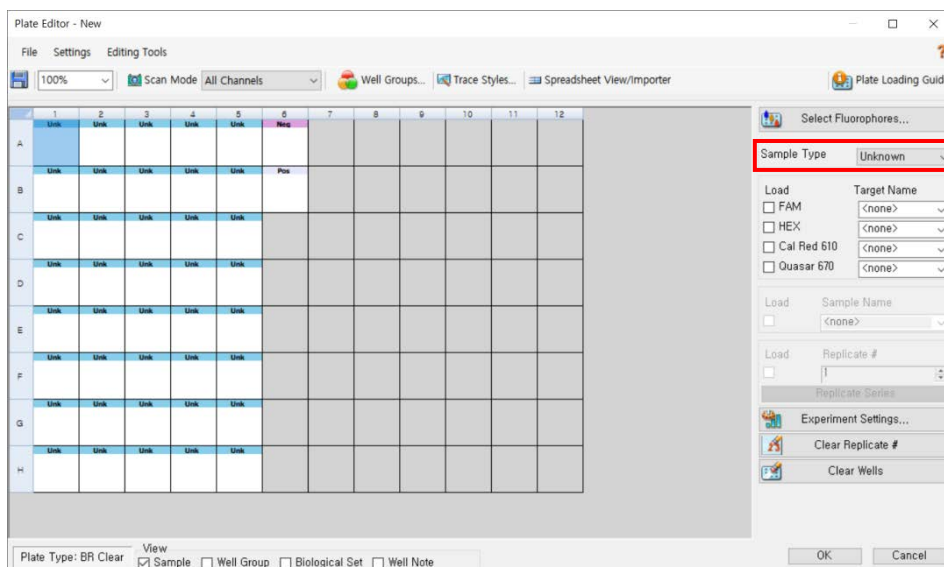 Plate Editor - New
File Settings Editing Tools ?
100% Scan Mode All Channels Well Groups... Trace Styles... Spreadsheet View/Importer Plate Loading Guid
1 2 3 4 5 6 7 8 9 10 11 12
Unk Unk Unk Unk Unk Neg
A
Unk Unk Unk Unk Unk Pos
B
Unk Unk Unk Unk Unk
C
Unk Unk Unk Unk Unk
D
Unk Unk Unk Unk Unk
E
Unk Unk Unk Unk Unk
F
Unk Unk Unk Unk Unk
G
Unk Unk Unk Unk Unk
H
Select Fluorophores...
Sample Type Unknown
Load Target Name
FAM <none>
HEX <none>
Cal Red 610 <none>
Quasar 670 <none>
Load Sample Name
<none>
Load Replicate #
1
Replicate Series
Experiment Settings...
Clear Replicate #
Clear Wells
Plate Type: BR Clear
View
Sample Well Group Biological Set Well Note
OK Cancel